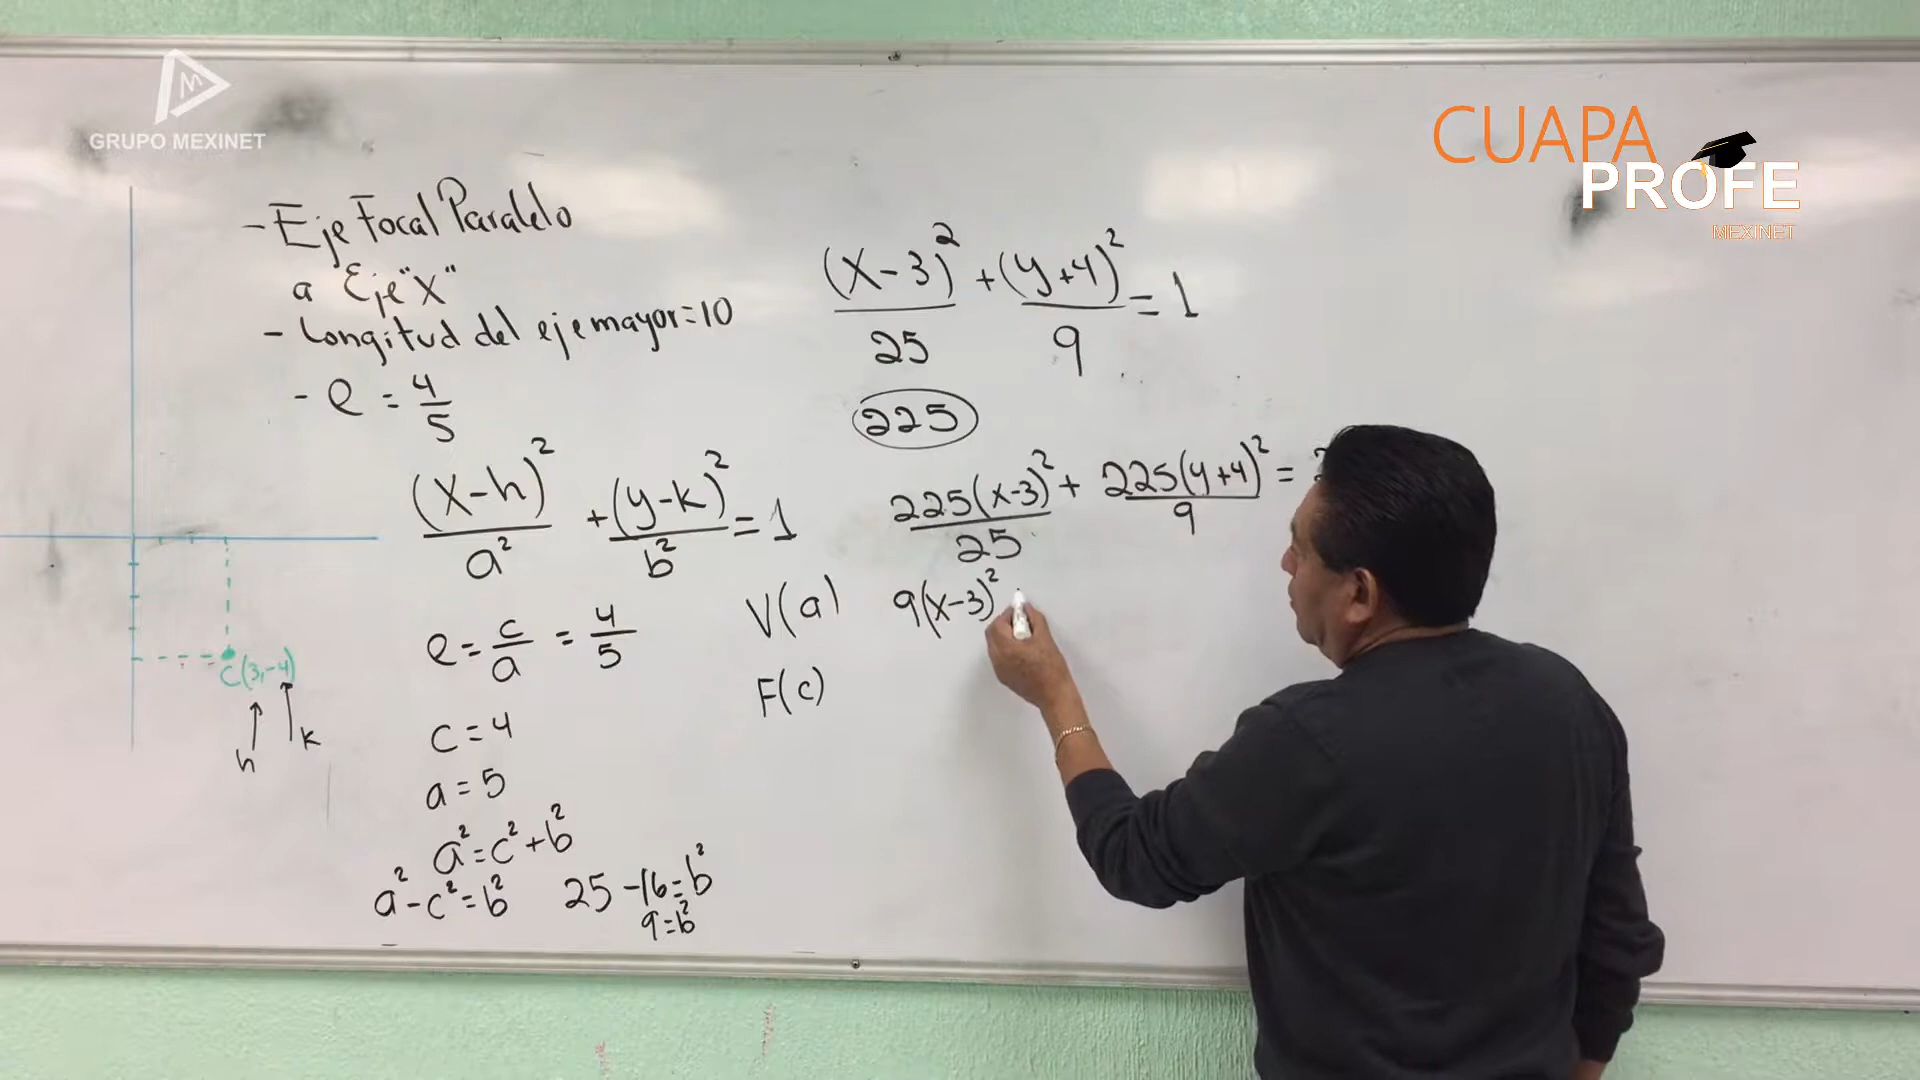 GRUPO MEXINET
CUAPA
PROFE
MEXINET
- Eje Focal Paralelo
a Eje "X"
- Longitud del eje mayor = 10
- e = 4/5
(x-h)²/a² + (y-k)²/b² = 1
e = c/a = 4/5
c = 4
a = 5
a² = c² + b²
a² - c² = b²
25 - 16 = b²
9 = b²
C(3,-4)
h
k
V(a)
F(c)
(x-3)²/25 + (y+4)²/9 = 1
225
225(x-3)²/25 + 225(y+4)²/9 =
9(x-3)²